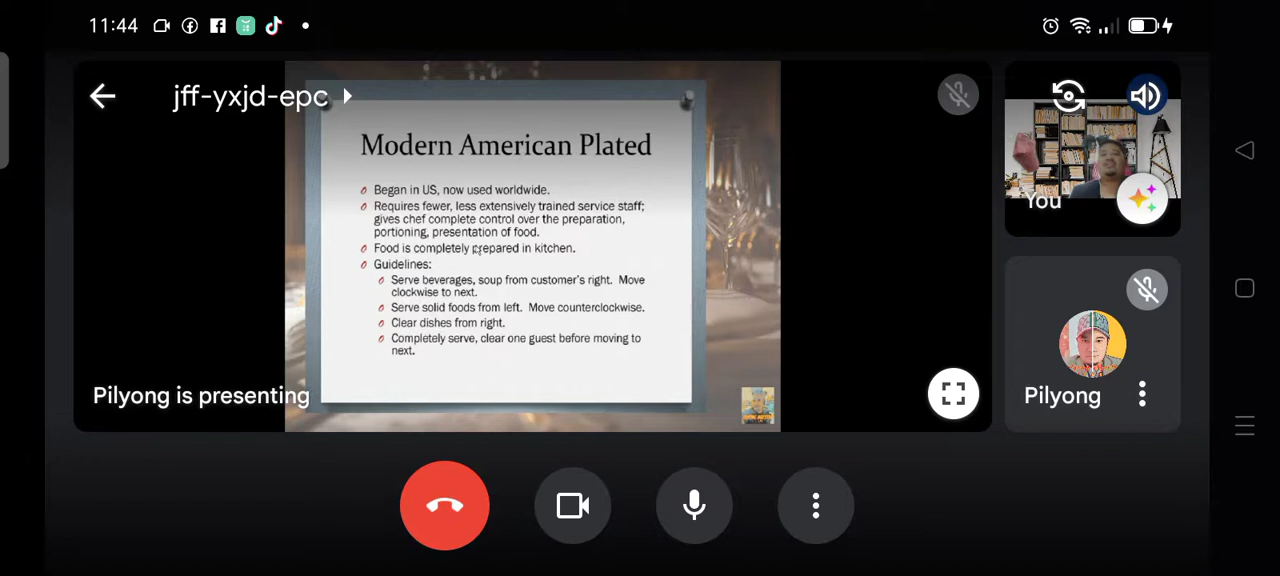 11:44
jff-yxjd-epc
Modern American Plated
Began in US, now used worldwide.
Requires fewer, less extensively trained service staff;
gives chef complete control over the preparation,
portioning, presentation of food.
Food is completely prepared in kitchen.
Guidelines:
Serve beverages, soup from customer's right. Move
clockwise to next.
Serve solid foods from left. Move counterclockwise.
Clear dishes from right.
Completely serve, clear one guest before moving to
next.
Pilyong is presenting
You
Pilyong